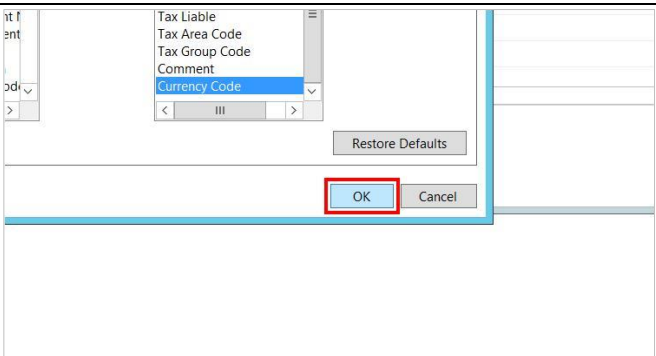 Tax Liable
Tax Area Code
Tax Group Code
Comment
Currency Code
Restore Defaults
OK
Cancel